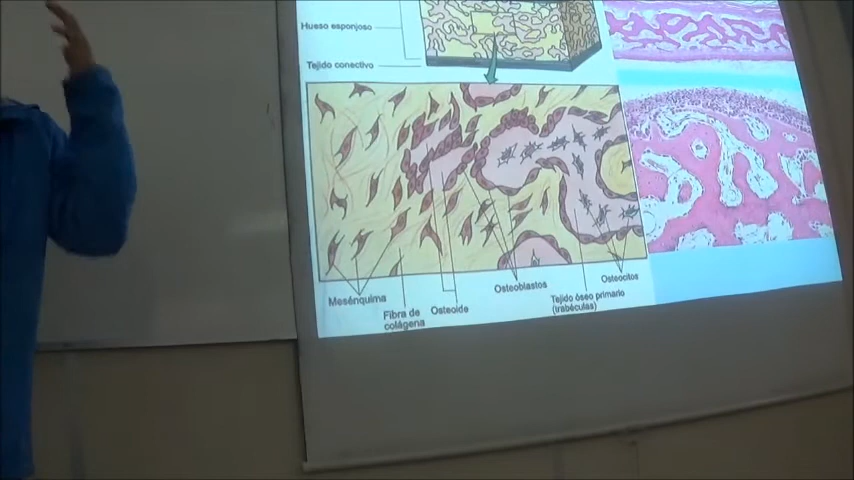 Hueso esponjoso
Tejido conectivo
Mesénquima
Fibra de
colágena
Osteoide
Osteoblastos
Tejido óseo primario
(trabéculas)
Osteocitos